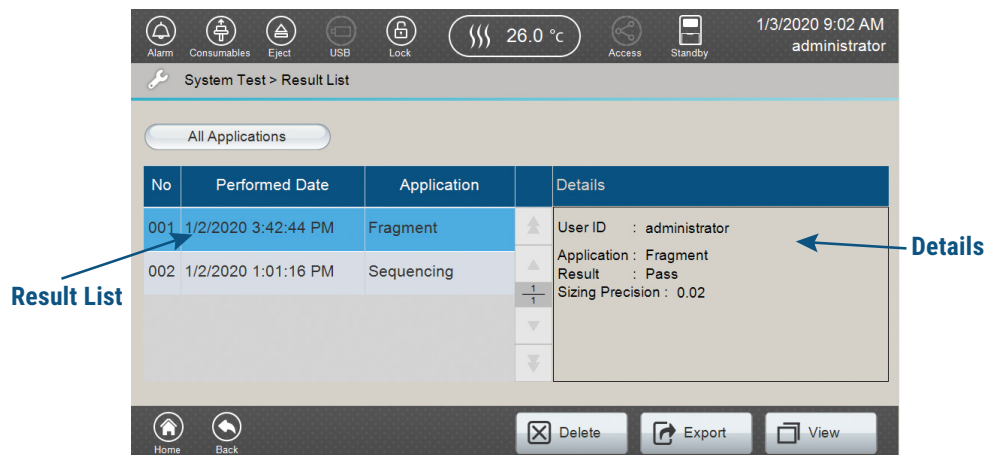 Alarm Consumables Eject USB Lock 26.0 °C Access Standby 1/3/2020 9:02 AM
administrator
System Test > Result List
All Applications
No Performed Date Application Details
001 1/2/2020 3:42:44 PM Fragment
002 1/2/2020 1:01:16 PM Sequencing
1
1
User ID : administrator
Application : Fragment
Result : Pass
Sizing Precision : 0.02
Details
Result List
Home Back Delete Export View